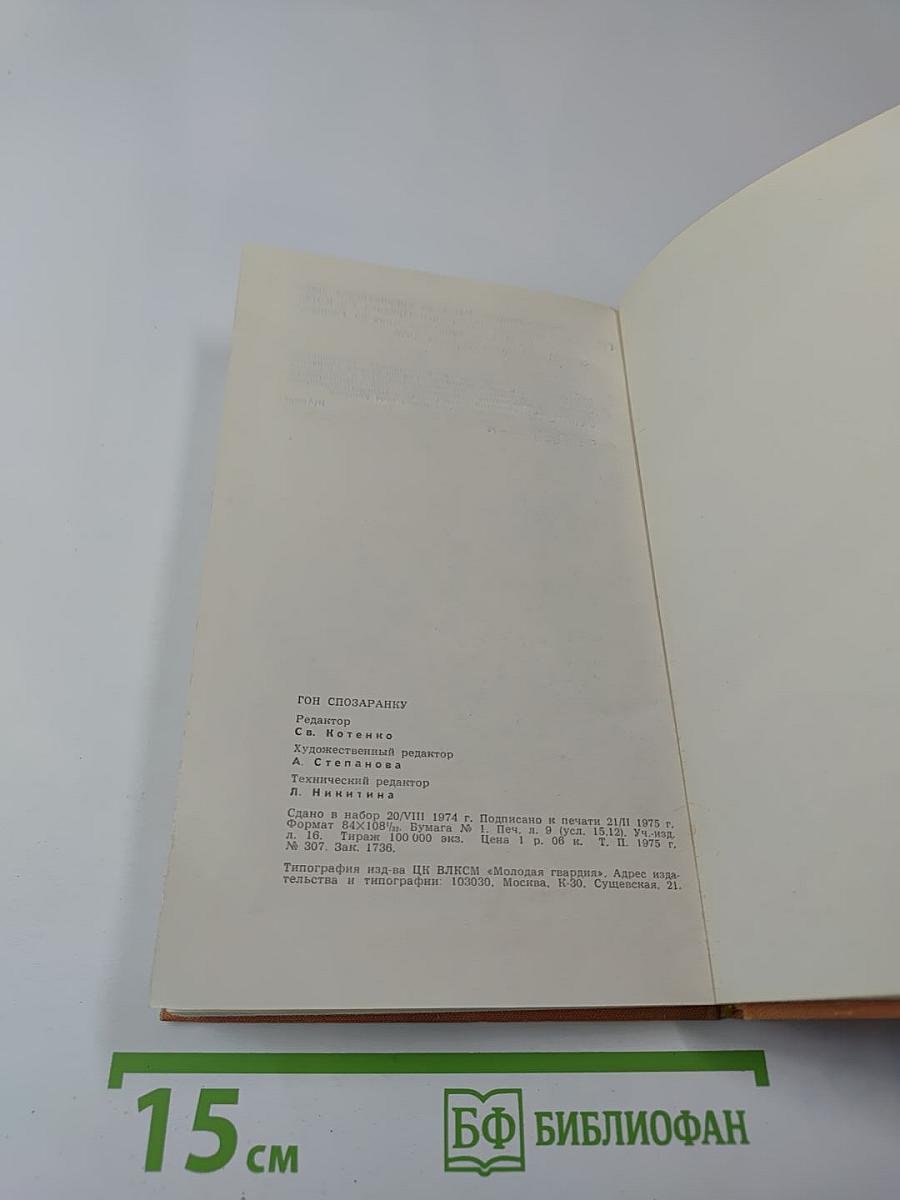 ГОН СПОЗАРАНКУ
Редактор
Св. Котенко
Художественный редактор
А. Степанова
Технический редактор
Л. Никитина
Сдано в набор 20/VIII 1974 г. Подписано к печати 21/II 1975 г.
Формат 84×108¹/₃₂. Бумага № 1. Печ. л. 9 (усл. 15,12). Уч.-изд.
л. 16. Тираж 100 000 экз. Цена 1 р. 06 к. Т. П. 1975 г.
№ 307. Зак. 1736.
Типография изд-ва ЦК ВЛКСМ «Молодая гвардия». Адрес изда-
тельства и типографии: 103030, Москва, К-30, Сущевская, 21.
15 см
БФ БИБЛИОФАН